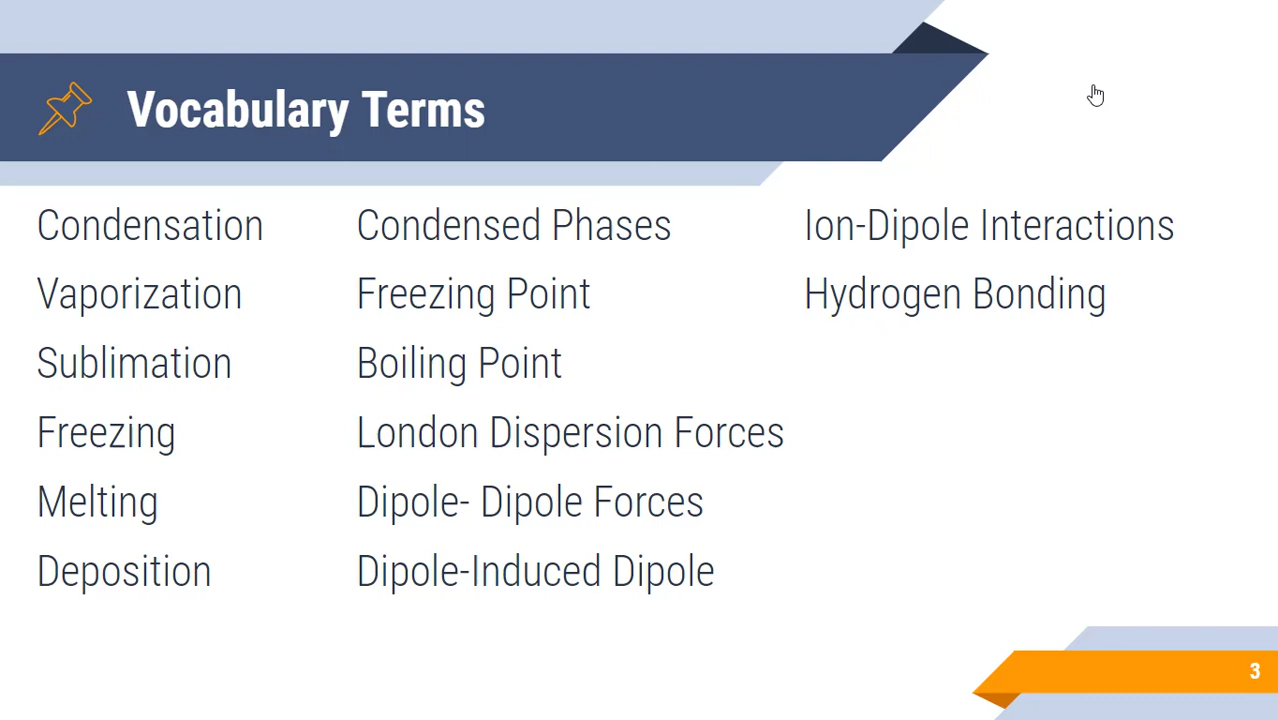 Vocabulary Terms
Condensation
Vaporization
Sublimation
Freezing
Melting
Deposition
Condensed Phases
Freezing Point
Boiling Point
London Dispersion Forces
Dipole- Dipole Forces
Dipole-Induced Dipole
Ion-Dipole Interactions
Hydrogen Bonding
3